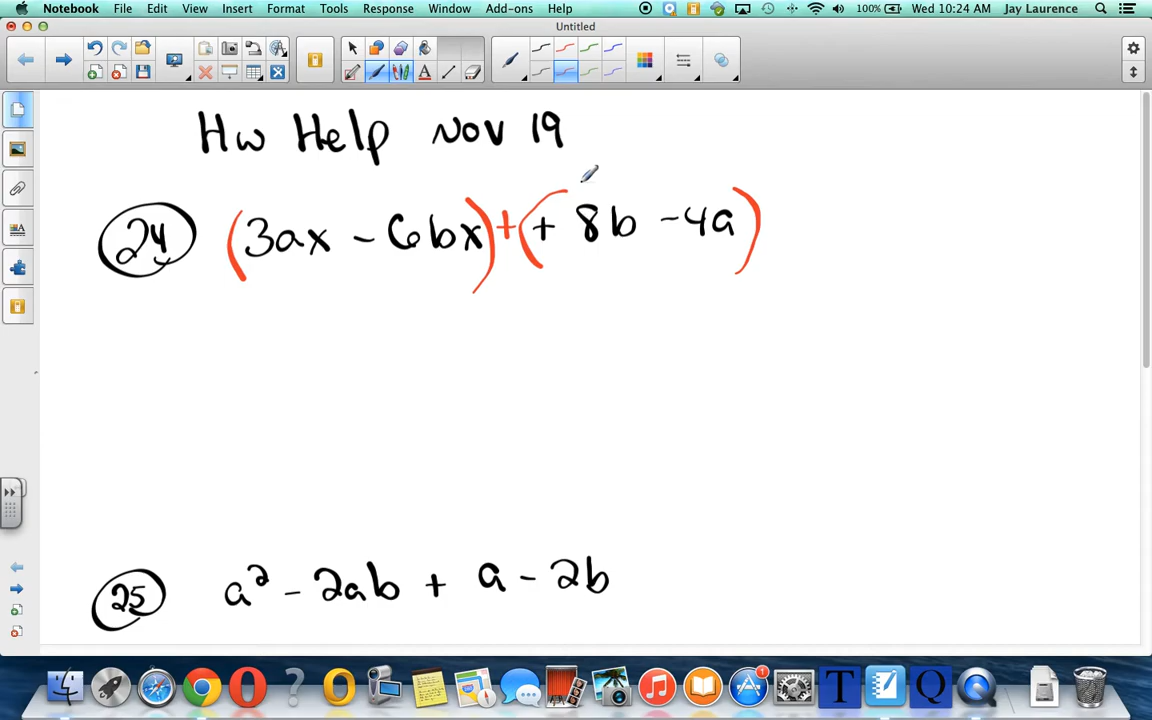 Notebook File Edit View Insert Format Tools Response Window Add-ons Help 100% Wed 10:24 AM Jay Laurence
Untitled
Hw Help Nov 19
24 (3ax - 6bx) + (+ 8b - 4a)
25 a² - 2ab + a - 2b